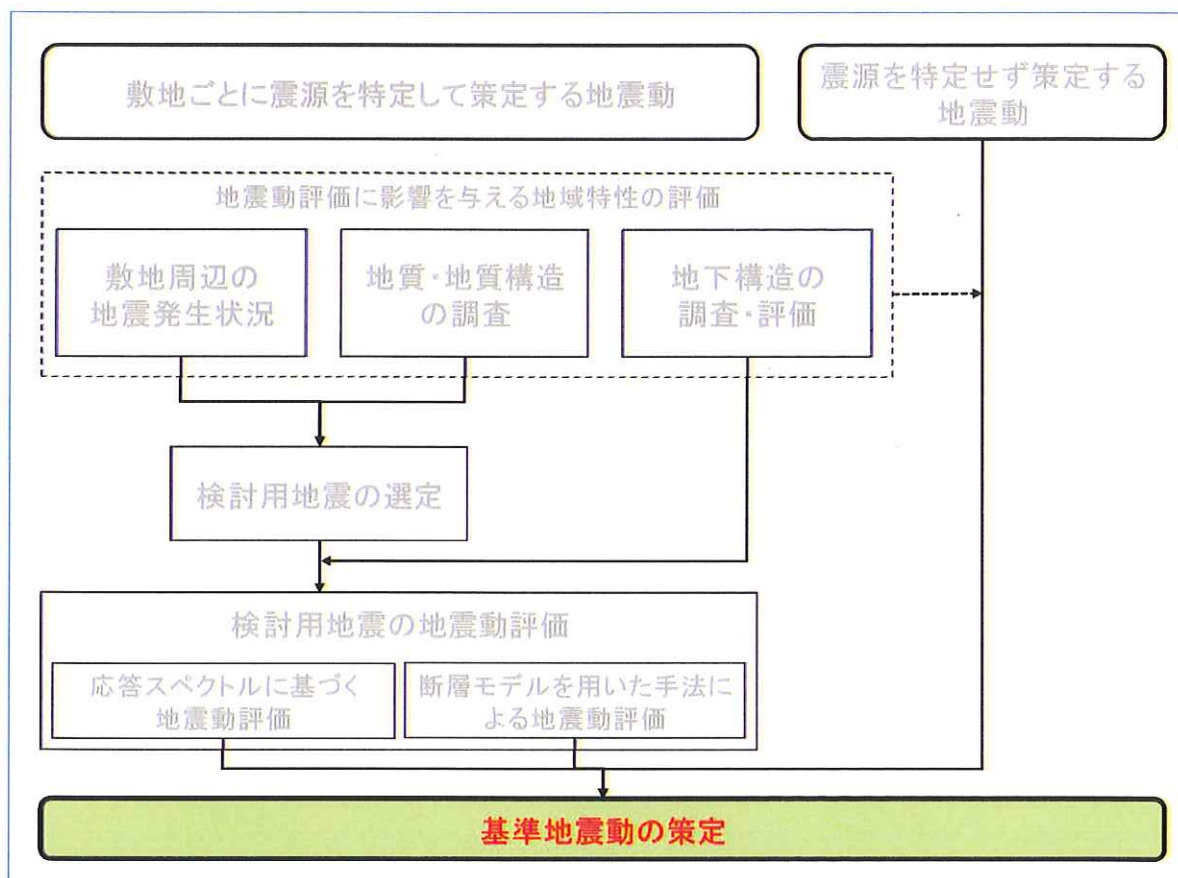 敷地ごとに震源を特定して策定する地震動
震源を特定せず策定する
地震動
地震動評価に影響を与える地域特性の評価
敷地周辺の
地震発生状況
地質・地質構造
の調査
地下構造の
調査・評価
検討用地震の選定
検討用地震の地震動評価
応答スペクトルに基づく
地震動評価
断層モデルを用いた手法に
よる地震動評価
基準地震動の策定